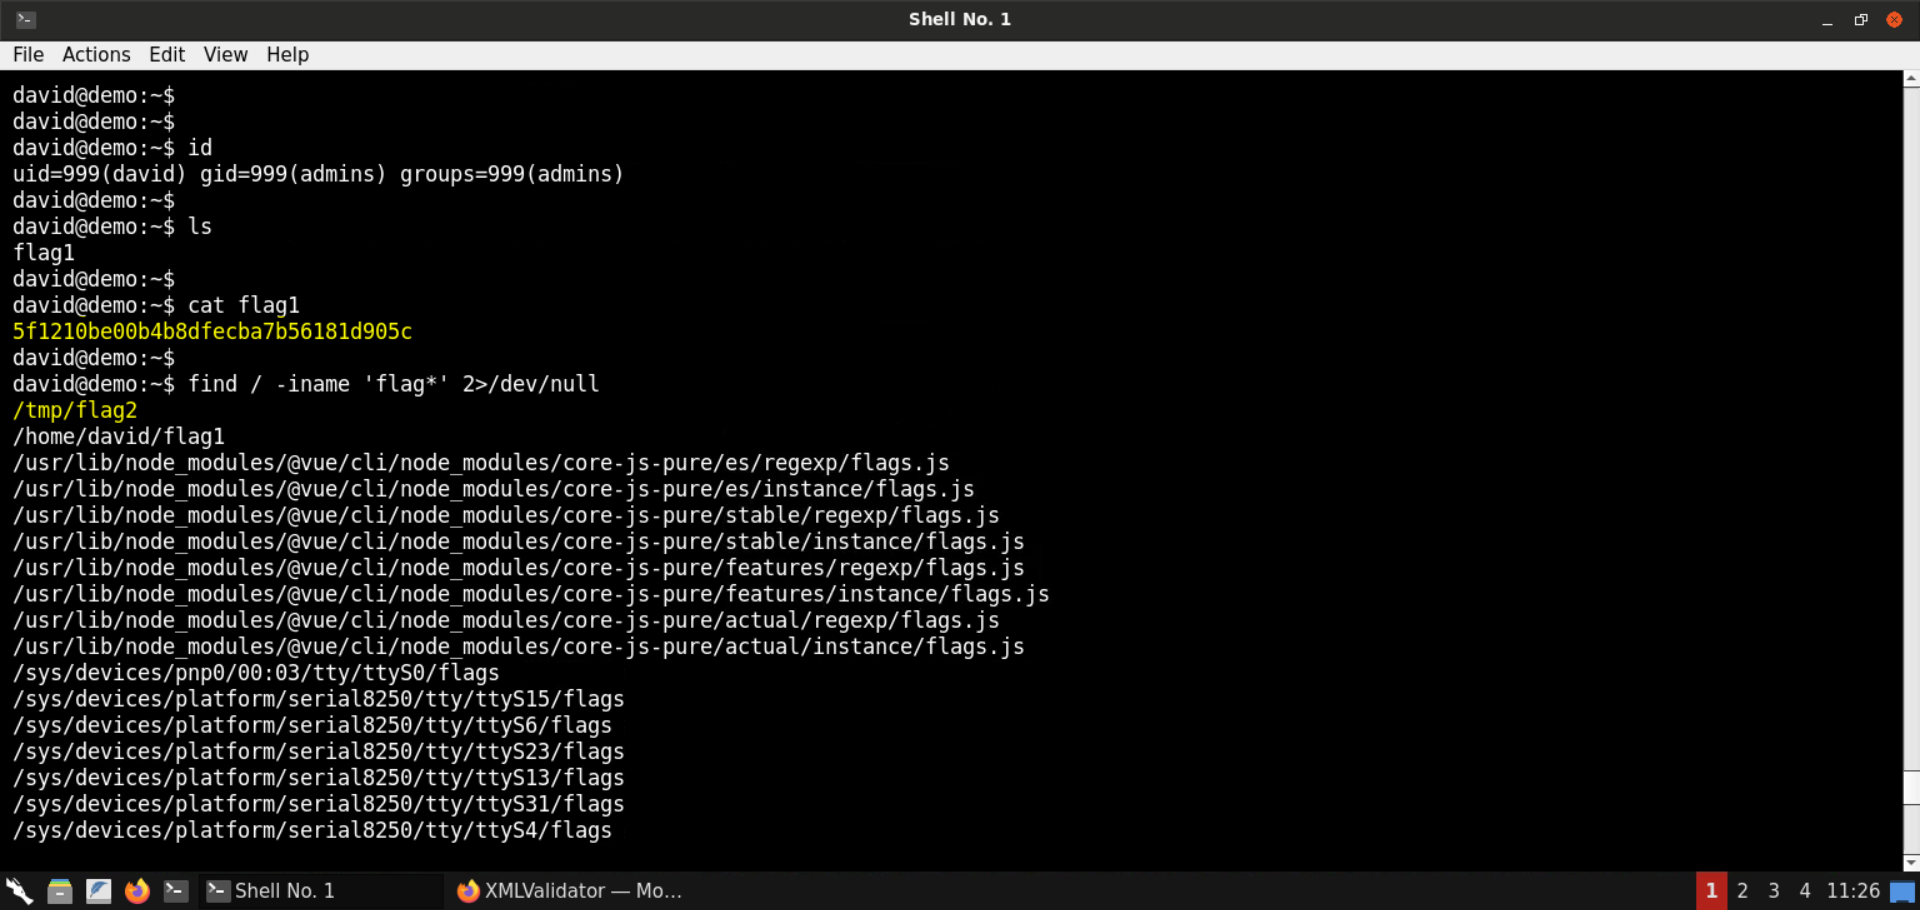 Shell No. 1
File Actions Edit View Help
david@demo:~$
david@demo:~$
david@demo:~$ id
uid=999(david) gid=999(admins) groups=999(admins)
david@demo:~$
david@demo:~$ ls
flag1
david@demo:~$
david@demo:~$ cat flag1
5f1210be00b4b8dfecba7b56181d905c
david@demo:~$
david@demo:~$ find / -iname 'flag*' 2>/dev/null
/tmp/flag2
/home/david/flag1
/usr/lib/node_modules/@vue/cli/node_modules/core-js-pure/es/regexp/flags.js
/usr/lib/node_modules/@vue/cli/node_modules/core-js-pure/es/instance/flags.js
/usr/lib/node_modules/@vue/cli/node_modules/core-js-pure/stable/regexp/flags.js
/usr/lib/node_modules/@vue/cli/node_modules/core-js-pure/stable/instance/flags.js
/usr/lib/node_modules/@vue/cli/node_modules/core-js-pure/features/regexp/flags.js
/usr/lib/node_modules/@vue/cli/node_modules/core-js-pure/features/instance/flags.js
/usr/lib/node_modules/@vue/cli/node_modules/core-js-pure/actual/regexp/flags.js
/usr/lib/node_modules/@vue/cli/node_modules/core-js-pure/actual/instance/flags.js
/sys/devices/pnp0/00:03/tty/ttyS0/flags
/sys/devices/platform/serial8250/tty/ttyS15/flags
/sys/devices/platform/serial8250/tty/ttyS6/flags
/sys/devices/platform/serial8250/tty/ttyS23/flags
/sys/devices/platform/serial8250/tty/ttyS13/flags
/sys/devices/platform/serial8250/tty/ttyS31/flags
/sys/devices/platform/serial8250/tty/ttyS4/flags
Shell No. 1 XMLValidator — Mo... 1 2 3 4 11:26